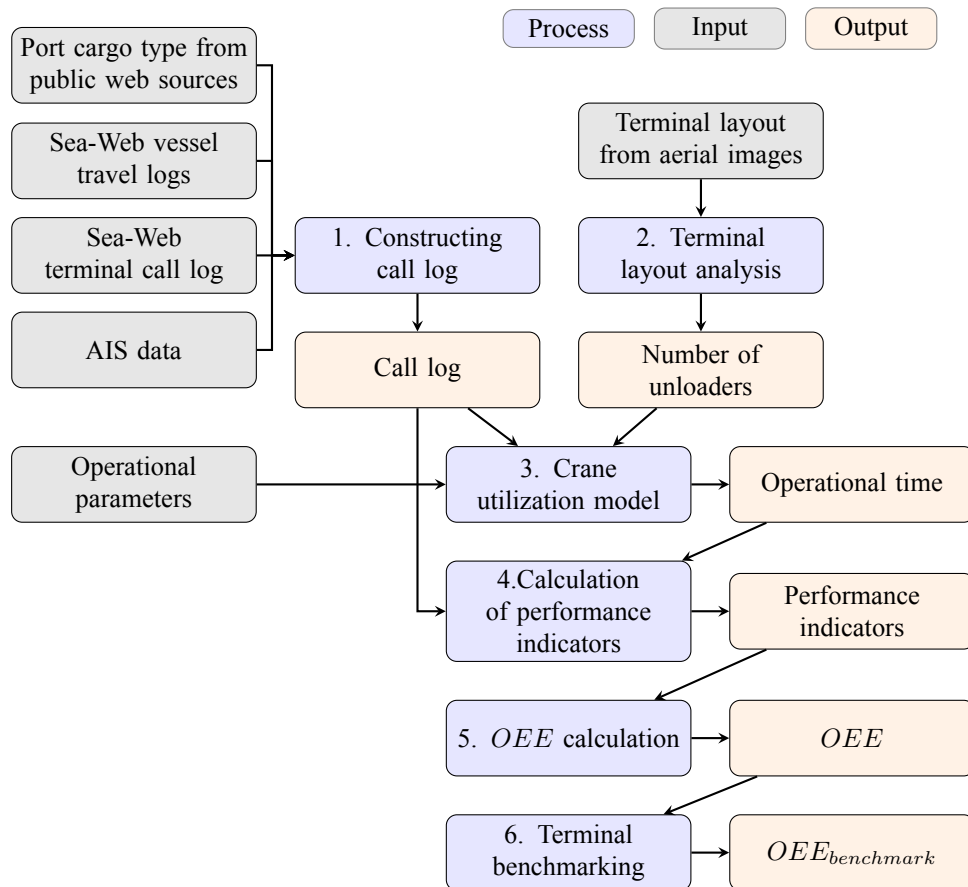 Process
Input
Output
Port cargo type from
public web sources
Sea-Web vessel
travel logs
Terminal layout
from aerial images
Sea-Web
terminal call log
1. Constructing
call log
2. Terminal
layout analysis
AIS data
Call log
Number of
unloaders
Operational
parameters
3. Crane
utilization model
Operational time
4.Calculation
of performance
indicators
Performance
indicators
5. OEE calculation
OEE
6. Terminal
benchmarking
OEE_benchmark